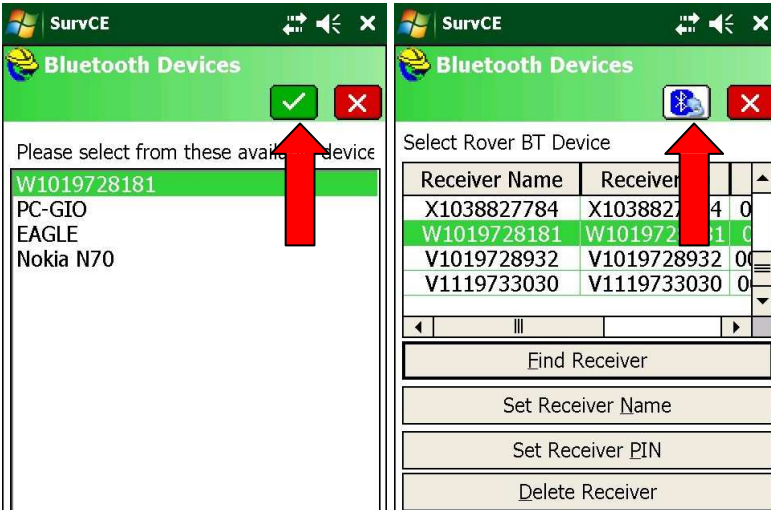 SurvCE
Bluetooth Devices
Please select from these device
W1019728181
PC-GIO
EAGLE
Nokia N70
SurvCE
Bluetooth Devices
Select Rover BT Device
Receiver Name Receiver
X1038827784 4 0
W1019728181
V1019728932 V1019728932
V1119733030 V1119733030
Find Receiver
Set Receiver Name
Set Receiver PIN
Delete Receiver